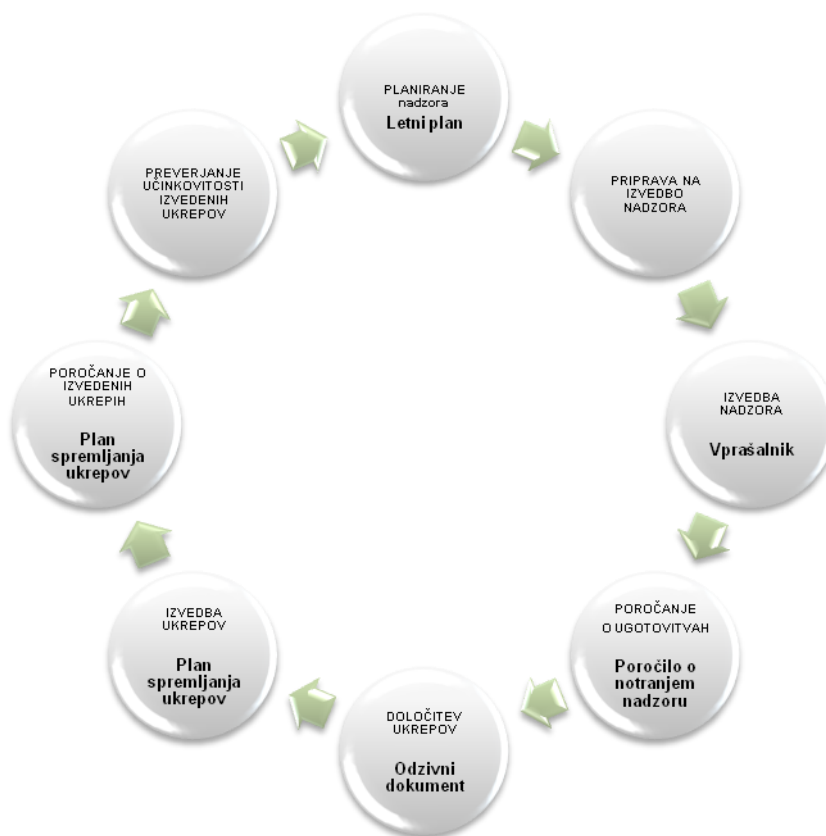 PLANIRANJE
nadzora
Letni plan
PRIPRAVA NA
IZVEDBO
NADZORA
IZVEDBA
NADZORA
Vprašalnik
POROČANJE
O UGOTOVITVAH
Poročilo o
notranjem
nadzoru
DOLOČITEV
UKREPOV
Odzivni
dokument
IZVEDBA
UKREPOV
Plan
spremljanja
ukrepov
POROČANJE O
IZVEDENIH
UKREPIH
Plan
spremljanja
ukrepov
PREVERJANJE
UČINKOVITOSTI
IZVEDENIH
UKREPOV